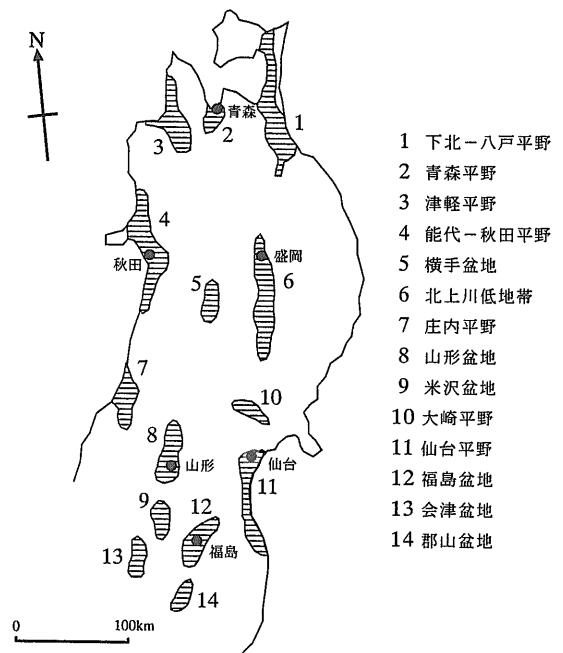 N
青森
1
2
3
4
秋田
盛岡
5
6
7
10
8
山形
仙台
11
9
12
福島
13
14
0
100km
1 下北－八戸平野
2 青森平野
3 津軽平野
4 能代－秋田平野
5 横手盆地
6 北上川低地帯
7 庄内平野
8 山形盆地
9 米沢盆地
10 大崎平野
11 仙台平野
12 福島盆地
13 会津盆地
14 郡山盆地